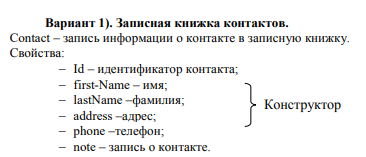 Вариант 1). Записная книжка контактов.
Contact – запись информации о контакте в записную книжку.
Свойства:
– Id – идентификатор контакта;
– first-Name – имя;
– lastName –фамилия;
– address –адрес;
– phone –телефон;
– note – запись о контакте.
Конструктор